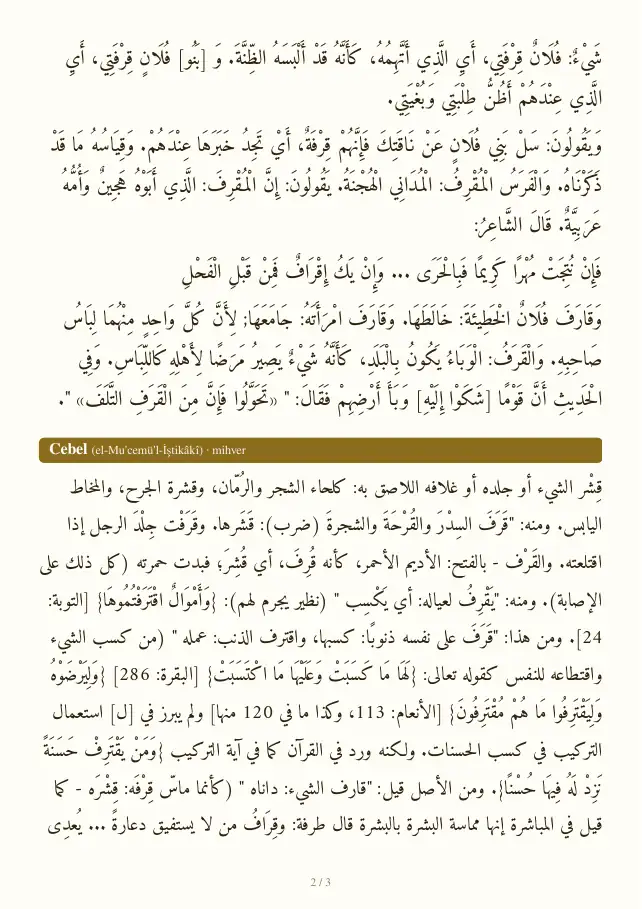 شَيْءٌ: فُلَانٌ قِرْفَتِي، أَيِ الَّذِي أَتَّهِمُهُ، كَأَنَّهُ قَدْ أَلْبَسَهُ الظِّنَّةَ. وَ [بَنُو] فُلَانٍ قِرْفَتِي، أَيِ
الَّذِي عِنْدَهُمْ أَظُنُّ طِلْبَتِي وَبُغْيَتِي.
وَيَقُولُونَ: سَلْ بَنِي فُلَانٍ عَنْ نَاقَتِكَ فَإِنَّهُمْ قِرْفَةٌ، أَيْ تَجِدُ خَبَرَهَا عِنْدَهُمْ. وَقِيَاسُهُ مَا قَدْ
ذَكَرْنَاهُ. وَالْفَرَسُ الْمُقْرِفُ: الْمُدَانِي الْهُجْنَةُ. يَقُولُونَ: إِنَّ الْمُقْرِفَ: الَّذِي أَبَوْهُ هَجِينٌ وَأُمُّهُ
عَرَبِيَّةٌ. قَالَ الشَّاعِرُ:
فَإِنْ نُتِجَتْ مُهْرًا كَرِيمًا فَبِالْحَرَى ... وَإِنْ يَكُ إِقْرَافٌ فَمِنْ قِبَلِ الْفَحْلِ
وَقَارَفَ فُلَانٌ الْخَطِيئَةَ: خَالَطَهَا. وَقَارَفَ امْرَأَتَهُ: جَامَعَهَا; لِأَنَّ كُلَّ وَاحِدٍ مِنْهُمَا لِبَاسُ
صَاحِبِهِ. وَالْقَرَفُ: الْوَبَاءُ يَكُونُ بِالْبَلَدِ، كَأَنَّهُ شَيْءٌ يَصِيرُ مَرَضًا لِأَهْلِهِ كَاللِّبَاسِ. وَفِي
الْحَدِيثِ أَنَّ قَوْمًا [شَكَوْا إِلَيْهِ] وَبَأَ أَرْضِهِمْ فَقَالَ: " «تَحَوَّلُوا فَإِنَّ مِنَ الْقَرَفِ التَّلَفَ» ".
Cebel (el-Mu'cemü'l-İştikâkî) · mihver
قِشْر الشيء أو جلده أو غلافه اللاصق به: كلحاء الشجر والرُمّان، وقشرة الجرح، والمخاط
اليابس. ومنه: "قَرَفَ السِدْرَ والقُرْحَةَ والشجرةَ (ضرب): قَشَرها. وقَرَفْت جِلْدَ الرجل إذا
اقتلعته. والقَرْف - بالفتح: الأديم الأحمر، كأنه قُرِفَ، أي قُشِرَ؛ فبدت حمرته (كل ذلك على
الإصابة). ومنه: "يَقْرِفُ لعياله: أي يَكْسِب " (نظير يجرم لهم): {وَأَمْوَالٌ اقْتَرَفْتُمُوهَا} [التوبة:
24]. ومن هذا: "قَرَفَ على نفسه ذنوبًا: كسبها، واقترف الذنب: عمله " (من كسب الشيء
واقتطاعه للنفس كقوله تعالى: {لَهَا مَا كَسَبَتْ وَعَلَيْهَا مَا اكْتَسَبَتْ} [البقرة: 286] {وَلِيَرْضَوْهُ
وَلِيَقْتَرِفُوا مَا هُمْ مُقْتَرِفُونَ} [الأنعام: 113، وكذا ما في 120 منها] ولم يبرز في [ل] استعمال
التركيب في كسب الحسنات. ولكنه ورد في القرآن كما في آية التركيب {وَمَنْ يَقْتَرِفْ حَسَنَةً
نَزِدْ لَهُ فِيهَا حُسْنًا}. ومن الأصل قيل: "قارف الشيء: داناه " (كأنما ماسّ قِرْفَه: قِشْرَه - كما
قيل في المباشرة إنها مماسة البشرة بالبشرة قال طرفة: وقِرَافُ من لا يستفيق دعارةً ... يُعدِى
2 / 3